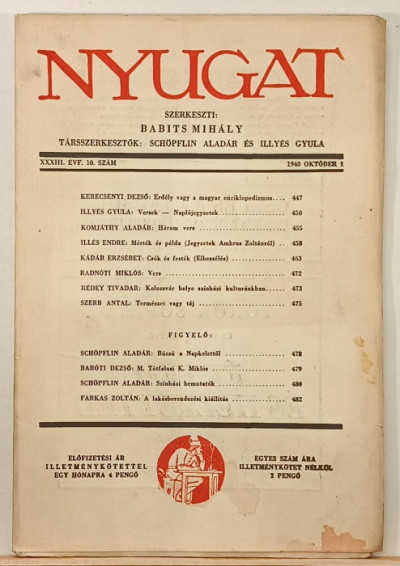 NYUGAT
SZERKESZTI:
BABITS MIHÁLY
TÁRSSZERKESZTŐK: SCHÖPFLIN ALADÁR ÉS ILLYÉS GYULA
XXXIII. ÉVF. 10. SZÁM 1940 OKTÓBER 1
KERECSÉNYI DEZSŐ: Erdély vagy a magyar enciklopedizmus.... 447
ILLYÉS GYULA: Versek — Naplójegyzetek .................. 450
KOMJÁTHY ALADÁR: Három vers ........................ 455
ILLÉS ENDRE: Mérték és példa (Jegyzetek Ambrus Zoltánról) .. 458
KÁDÁR ERZSÉBET: Csók és festék (Elbeszélés) ............... 463
RADNÓTI MIKLÓS: Vers ................................ 472
RÉDEY TIVADAR: Kolozsvár helye színházi kulturánkban...... 473
SZERB ANTAL: Természet vagy táj ........................ 475
FIGYELŐ:
SCHÖPFLIN ALADÁR: Búcsú a Napkelettől .................. 478
BARÓTI DEZSŐ: M. Tótfalusi K. Miklós .................... 479
SCHÖPFLIN ALADÁR: Színházi bemutatók .................. 480
FARKAS ZOLTÁN: A lakásberendezési kiállítás .............. 482
ELŐFIZETÉSI ÁR
ILLETMÉNYKÖTETTEL
EGY HÓNAPRA 4 PENGŐ
EGYES SZÁM ÁRA
ILLETMÉNYKÖTET NÉLKÜL
2 PENGŐ